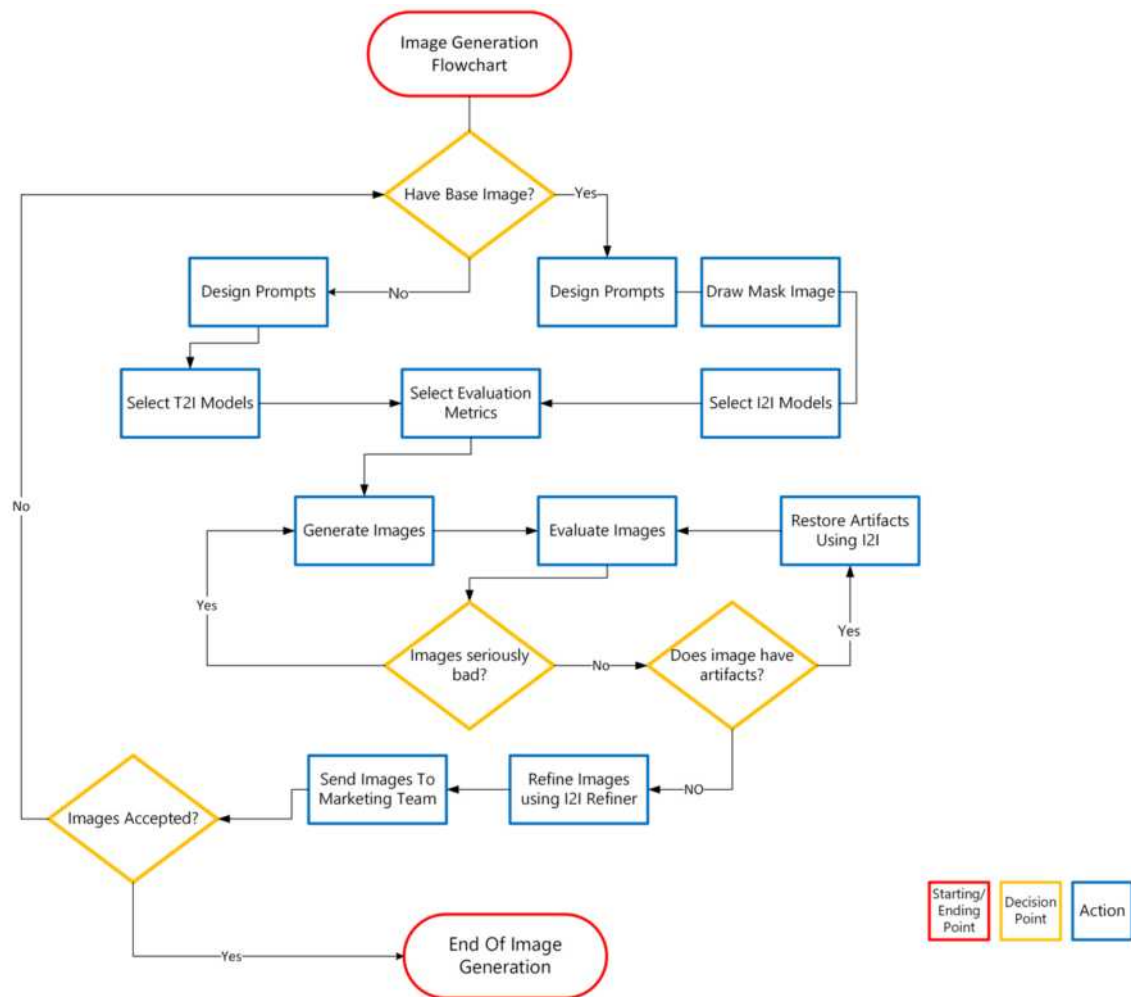 Image Generation
Flowchart
Have Base Image?
Yes
No
Design Prompts
Design Prompts
Draw Mask Image
Select T2I Models
Select Evaluation
Metrics
Select I2I Models
No
Generate Images
Evaluate Images
Restore Artifacts
Using I2I
Yes
Images seriously
bad?
No
Does image have
artifacts?
Yes
Images Accepted?
Send Images To
Marketing Team
Refine Images
using I2I Refiner
NO
Yes
End Of Image
Generation
Starting/
Ending
Point
Decision
Point
Action